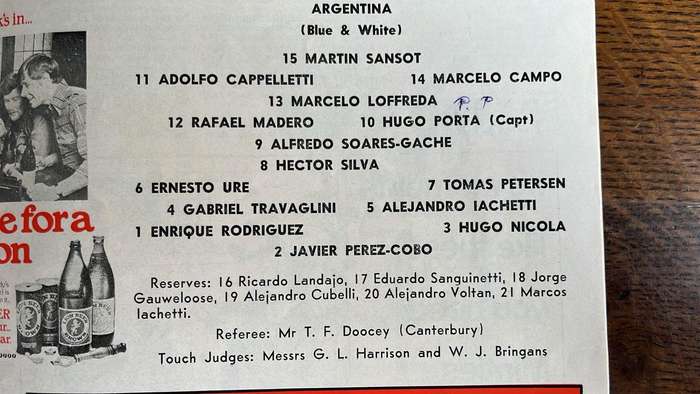 's in...
ARGENTINA
(Blue & White)
15 MARTIN SANSOT
11 ADOLFO CAPPELLETTI 14 MARCELO CAMPO
13 MARCELO LOFFREDA P. P
12 RAFAEL MADERO 10 HUGO PORTA (Capt)
9 ALFREDO SOARES-GACHE
8 HECTOR SILVA
6 ERNESTO URE 7 TOMAS PETERSEN
4 GABRIEL TRAVAGLINI 5 ALEJANDRO IACHETTI
1 ENRIQUE RODRIGUEZ 3 HUGO NICOLA
2 JAVIER PEREZ-COBO
e for a
on
Reserves: 16 Ricardo Landajo, 17 Eduardo Sanguinetti, 18 Jorge
Gauweloose, 19 Alejandro Cubelli, 20 Alejandro Voltan, 21 Marcos
Iachetti.
Referee: Mr T. F. Doocey (Canterbury)
Touch Judges: Messrs G. L. Harrison and W. J. Bringans